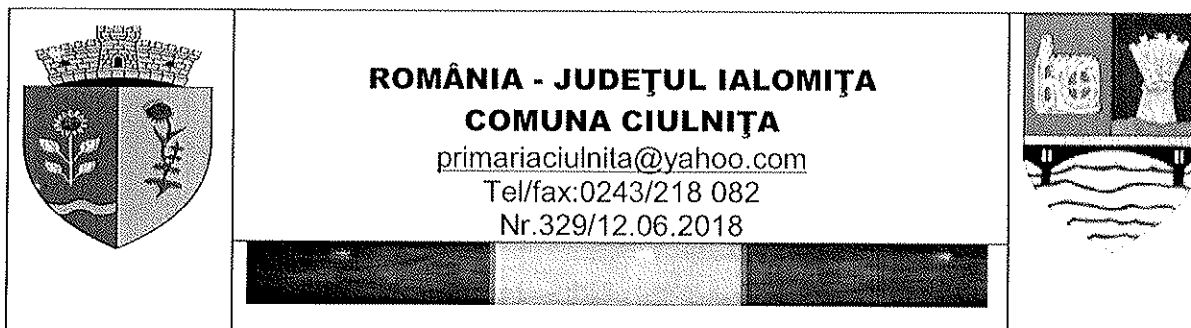 ROMÂNIA - JUDEŢUL IALOMIŢA
COMUNA CIULNIŢA
primariaciulnita@yahoo.com
Tel/fax:0243/218 082
Nr.329/12.06.2018